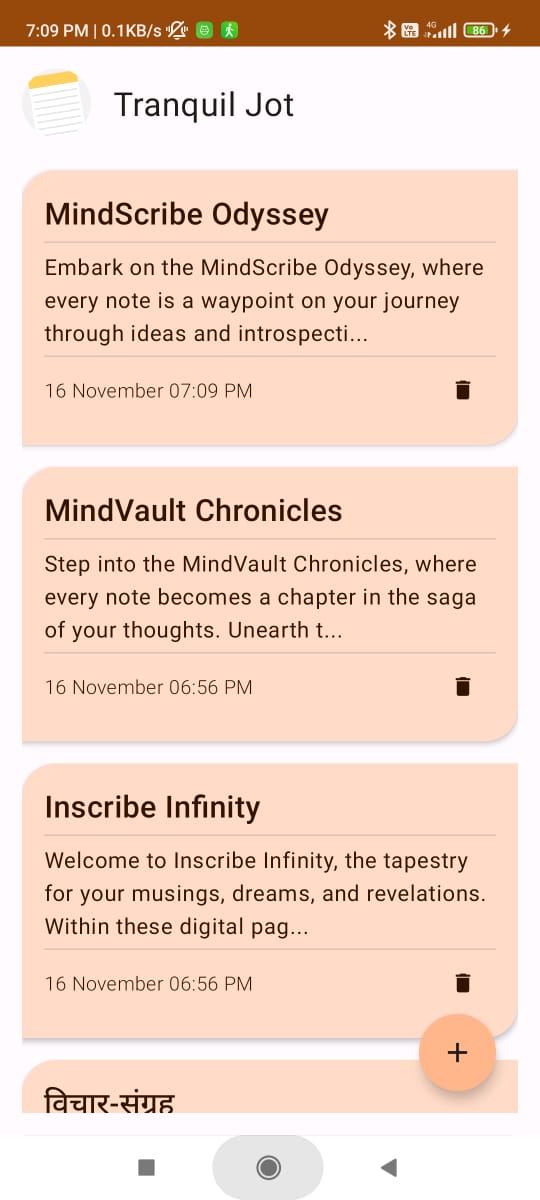 7:09 PM | 0.1KB/s
Vo LTE 4G 86
Tranquil Jot
MindScribe Odyssey
Embark on the MindScribe Odyssey, where
every note is a waypoint on your journey
through ideas and introspecti...
16 November 07:09 PM
MindVault Chronicles
Step into the MindVault Chronicles, where
every note becomes a chapter in the saga
of your thoughts. Unearth t...
16 November 06:56 PM
Inscribe Infinity
Welcome to Inscribe Infinity, the tapestry
for your musings, dreams, and revelations.
Within these digital pag...
16 November 06:56 PM
+
विचार-संग्रह